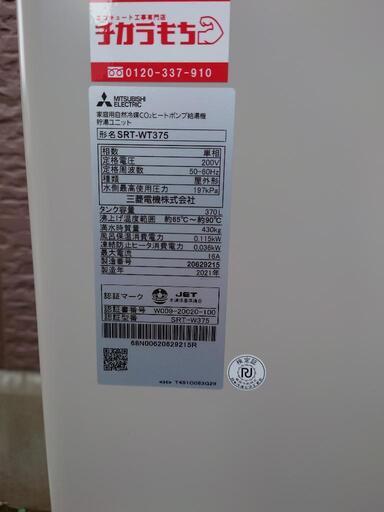 エコキュート工事専門店
チカラもち
0120-337-910
MITSUBISHI
ELECTRIC
家庭用自然冷媒CO₂ヒートポンプ給湯機
貯湯ユニット
形名 SRT-WT375
相数 単相
定格電圧 200V
定格周波数 50-60Hz
種類 屋外形
水側最高使用圧力 197kPa
三菱電機株式会社
タンク容量 370L
沸上げ温度範囲 約65℃~約90℃
満水時質量 430kg
風呂保温消費電力 0.115kW
凍結防止ヒータ消費電力 0.036kW
最大電流 16A
製造番号 20629215
製造年 2021年
認証マーク JET
認証書番号 W009-20020-100
認証型番 SRT-W375
68N00620629215R